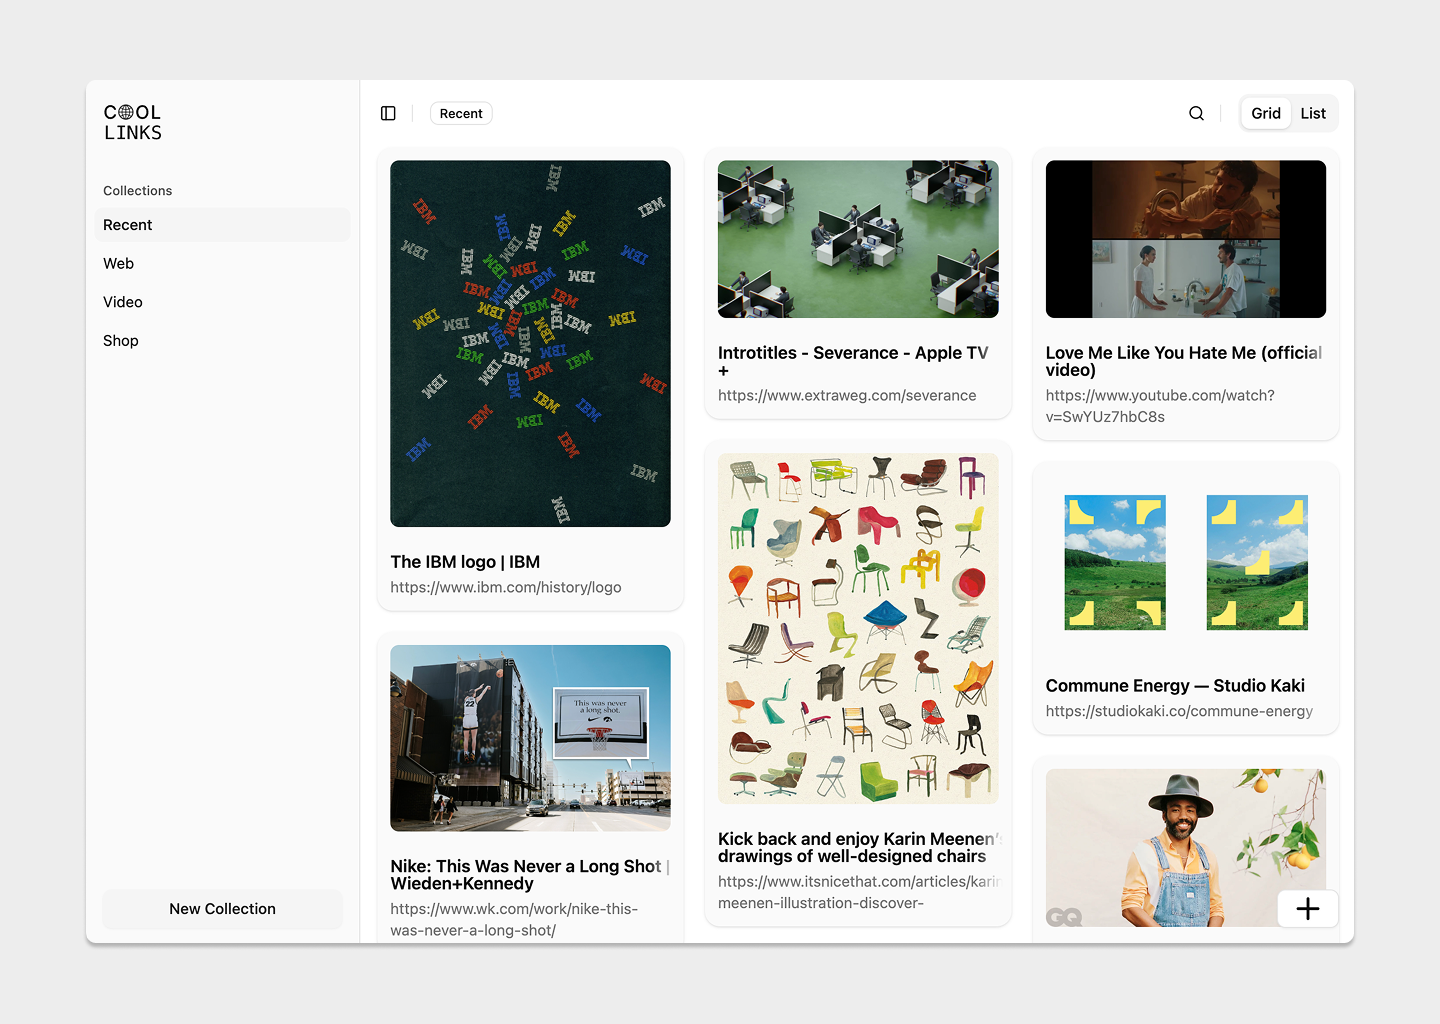 COOL
LINKS
Collections
Recent
Web
Video
Shop
New Collection
Recent
Grid
List
IBM
The IBM logo | IBM
https://www.ibm.com/history/logo
22
This was never
a long shot.
Nike: This Was Never a Long Shot |
Wieden+Kennedy
https://www.wk.com/work/nike-this-
was-never-a-long-shot/
Introtitles - Severance - Apple TV
+
https://www.extraweg.com/severance
Kick back and enjoy Karin Meenen's
drawings of well-designed chairs
https://www.itsnicethat.com/articles/karin
meenen-illustration-discover-
Love Me Like You Hate Me (official
video)
https://www.youtube.com/watch?
v=SwYUz7hbC8s
Commune Energy — Studio Kaki
https://studiokaki.co/commune-energy
GQ